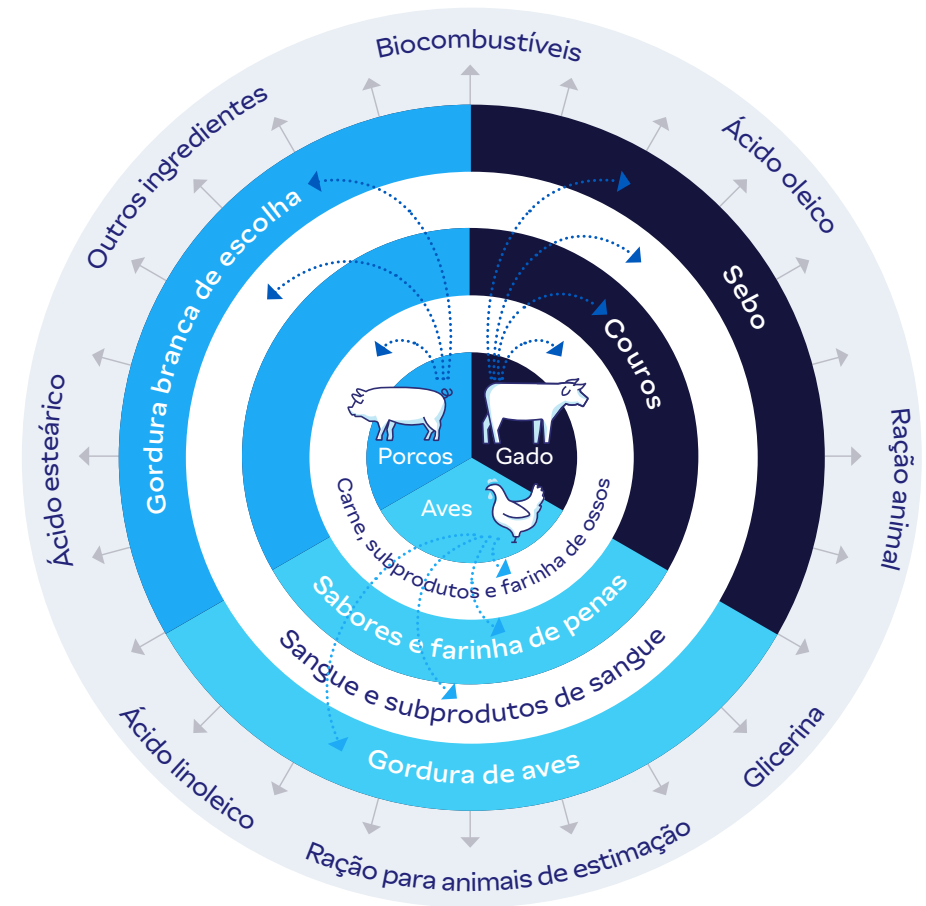 Biocombustíveis
Outros ingredientes
Ácido oleico
Gordura branca de escolha
Sebo
Couros
Ácido esteárico
Ração animal
Porcos
Gado
Aves
Carne, subprodutos e farinha de ossos
Sabores e farinha de penas
Sangue e subprodutos de sangue
Gordura de aves
Ácido linoleico
Glicerina
Ração para animais de estimação